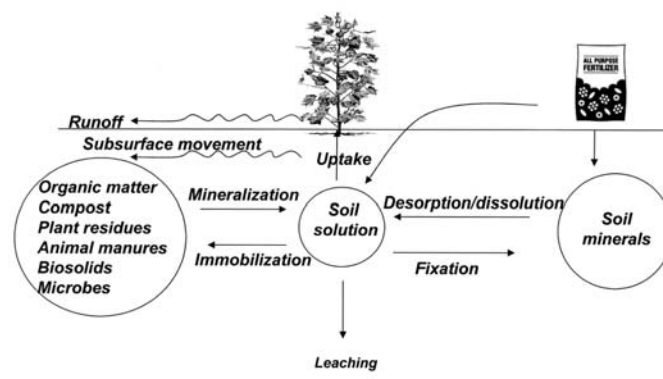 ALL PURPOSE
FERTILIZER
Runoff
Subsurface movement
Uptake
Organic matter
Compost
Plant residues
Animal manures
Biosolids
Microbes
Mineralization
Immobilization
Soil
solution
Desorption/dissolution
Fixation
Soil
minerals
Leaching